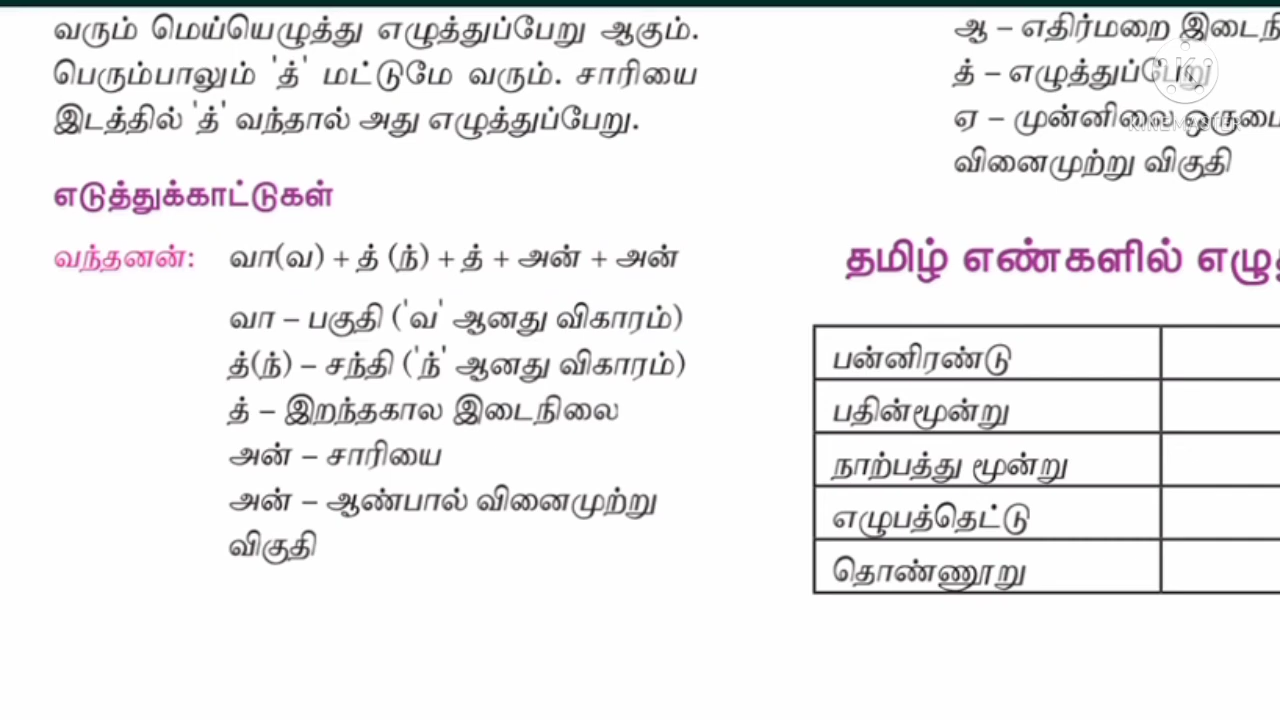 வரும் மெய்யெழுத்து எழுத்துப்பேறு ஆகும்.
பெரும்பாலும் 'த்' மட்டுமே வரும். சாரியை
இடத்தில் 'த்' வந்தால் அது எழுத்துப்பேறு.
எடுத்துக்காட்டுகள்
வந்தனன்: வா(வ) + த் (ந்) + த் + அன் + அன்
வா – பகுதி ('வ' ஆனது விகாரம்)
த்(ந்) – சந்தி ('ந்' ஆனது விகாரம்)
த் – இறந்தகால இடைநிலை
அன் – சாரியை
அன் – ஆண்பால் வினைமுற்று
விகுதி
ஆ – எதிர்மறை
த் – எழுத்துப்பேறு
ஏ – முன்னிலை
வினைமுற்று விகுதி
KINEMASTER
தமிழ் எண்களில்
பன்னிரண்டு
பதின்மூன்று
நாற்பத்து மூன்று
எழுபத்தெட்டு
தொண்ணூறு